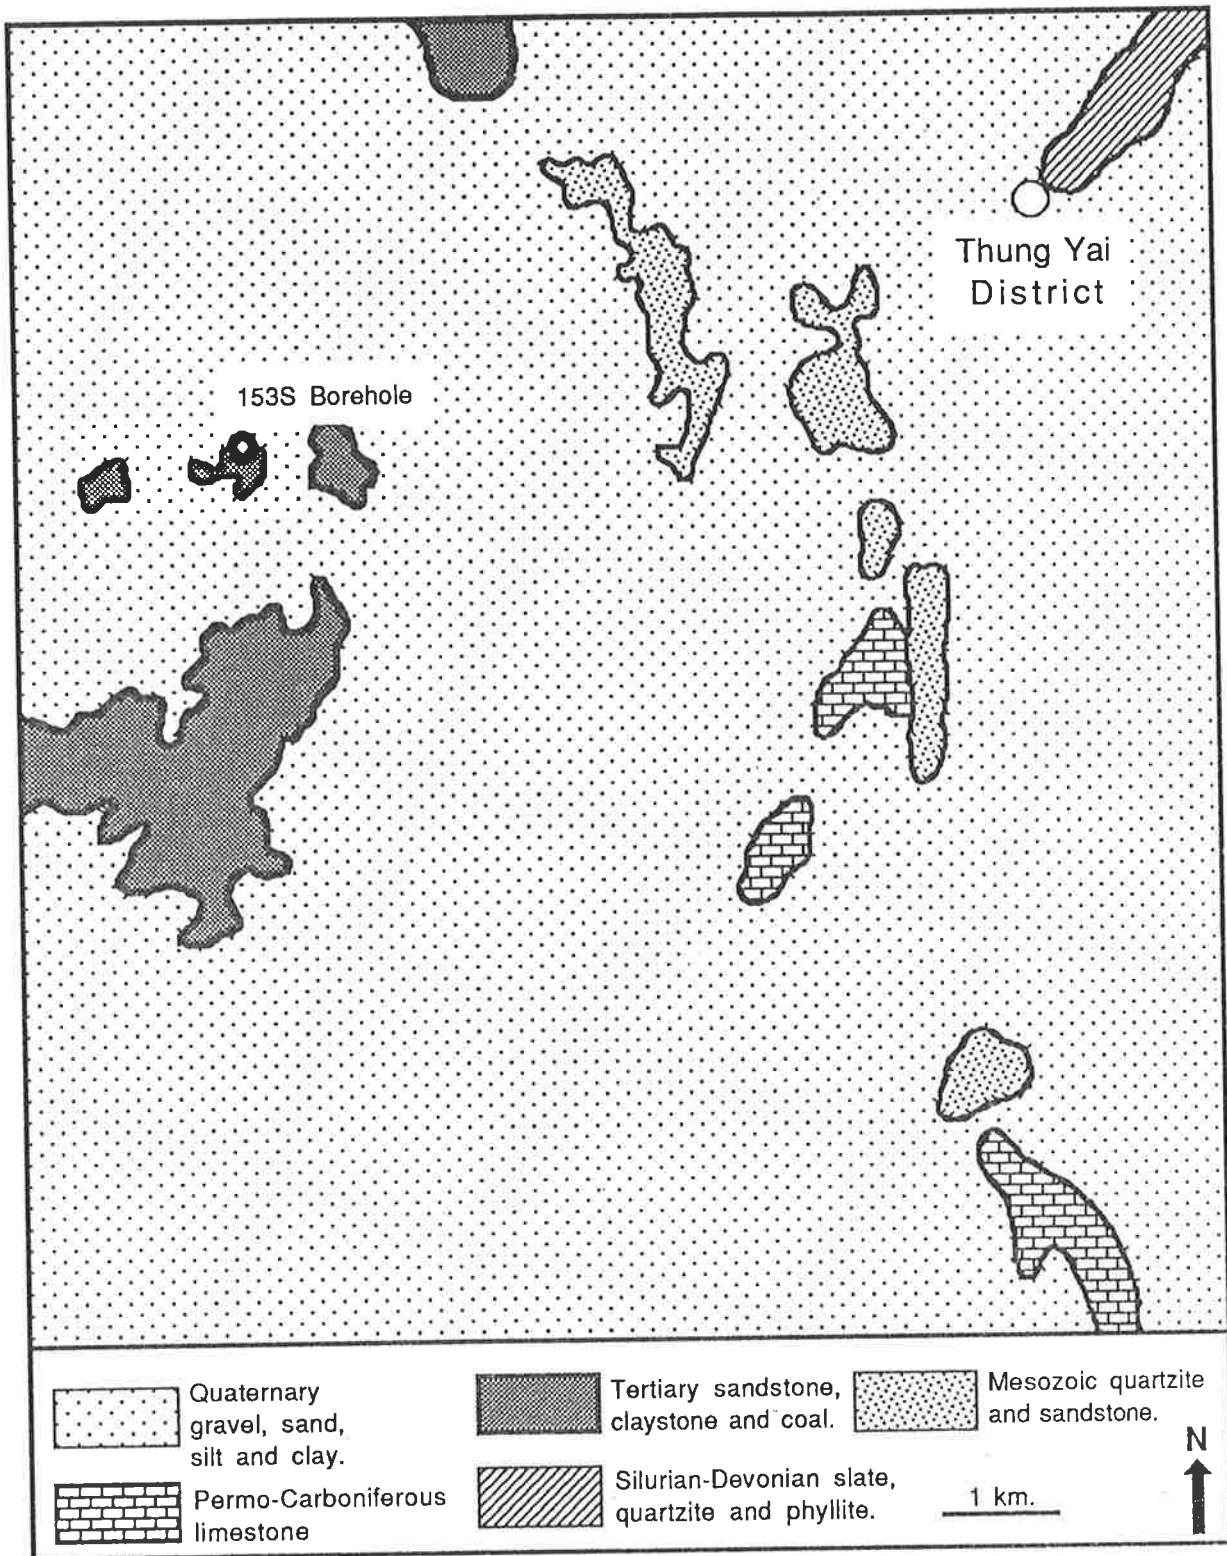 Thung Yai
District
153S Borehole
Quaternary
gravel, sand,
silt and clay.
Tertiary sandstone,
claystone and coal.
Mesozoic quartzite
and sandstone.
Permo-Carboniferous
limestone
Silurian-Devonian slate,
quartzite and phyllite.
1 km.
N